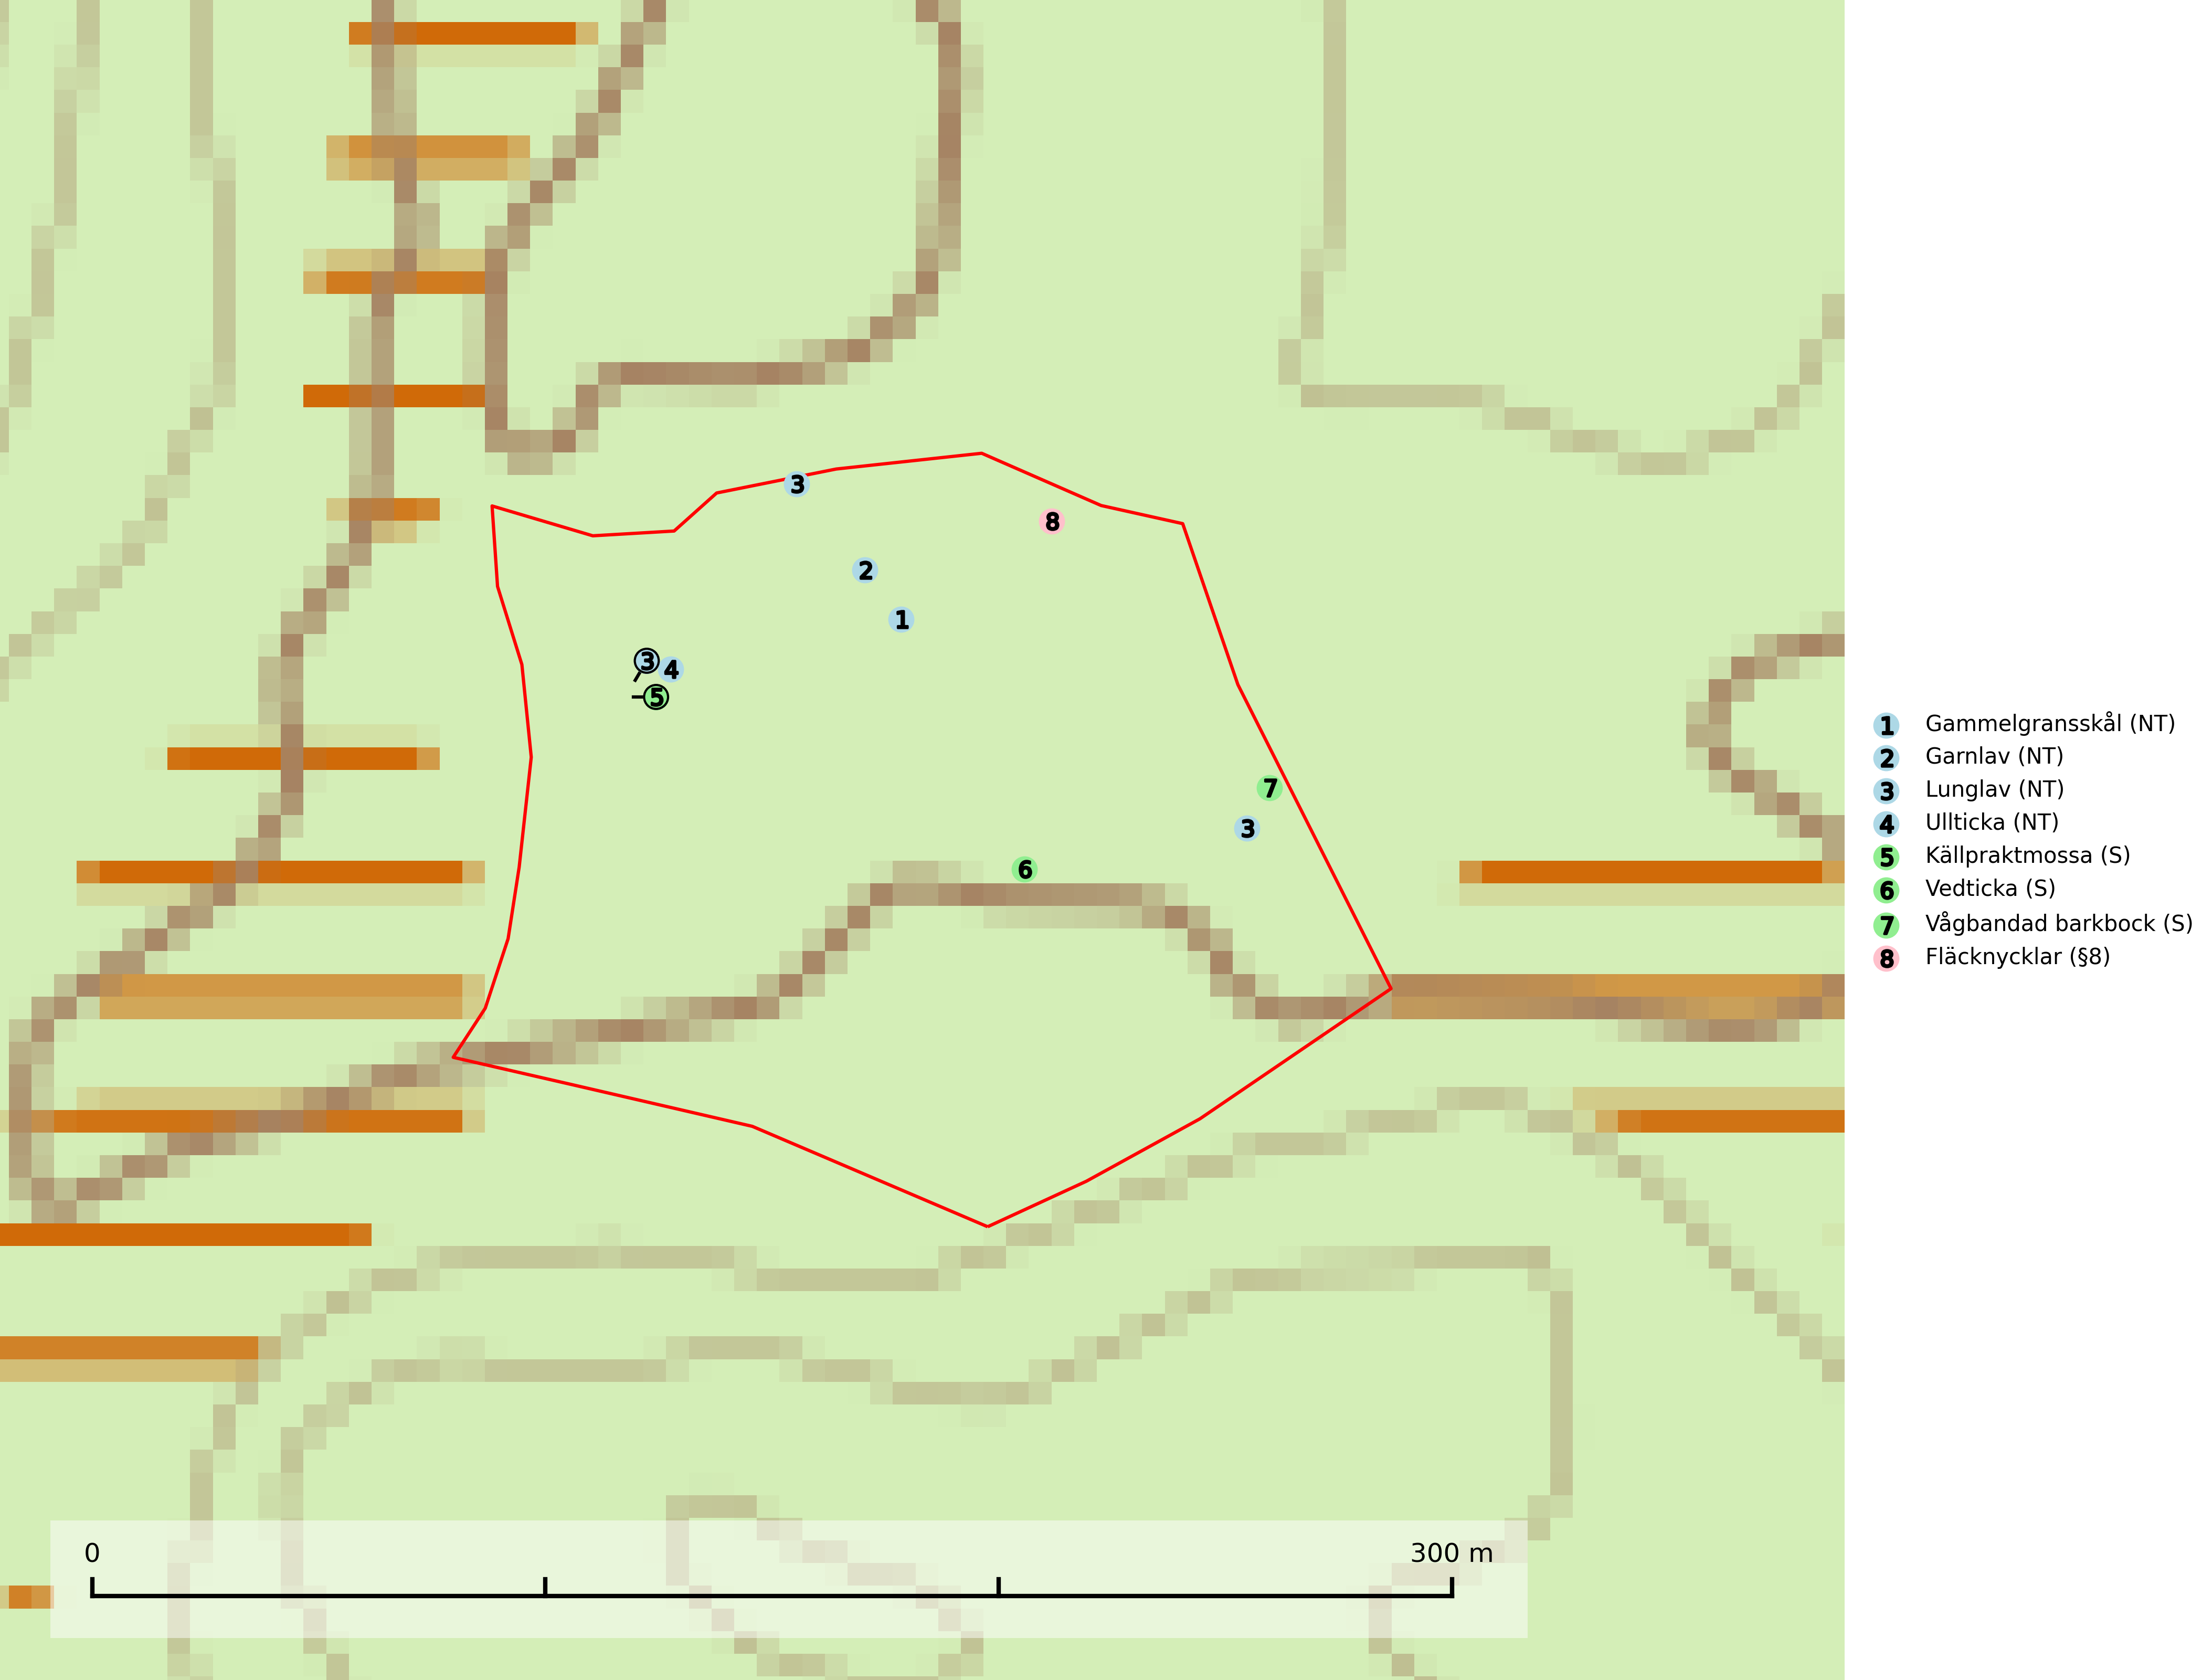 3
8
2
1
3
4
5
7
3
6
1 Gammelgransskål (NT)
2 Garnlav (NT)
3 Lunglav (NT)
4 Ullticka (NT)
5 Källpraktmossa (S)
6 Vedticka (S)
7 Vågbandad barkbock (S)
8 Fläcknycklar (§8)
0 300 m